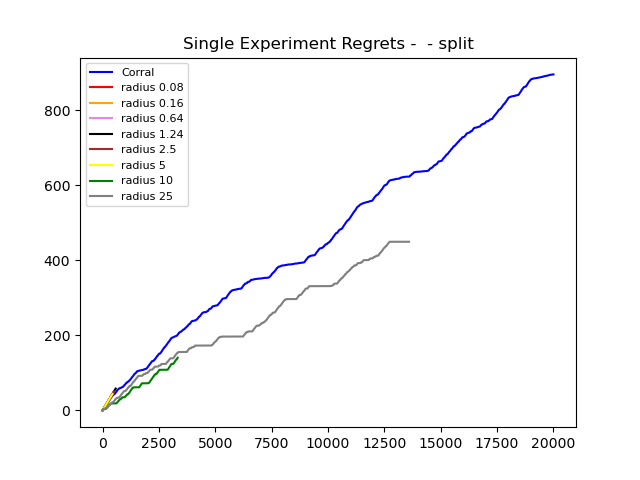 Single Experiment Regrets -  - split
Corral
radius 0.08
radius 0.16
radius 0.64
radius 1.24
radius 2.5
radius 5
radius 10
radius 25
800
600
400
200
0
0 2500 5000 7500 10000 12500 15000 17500 20000